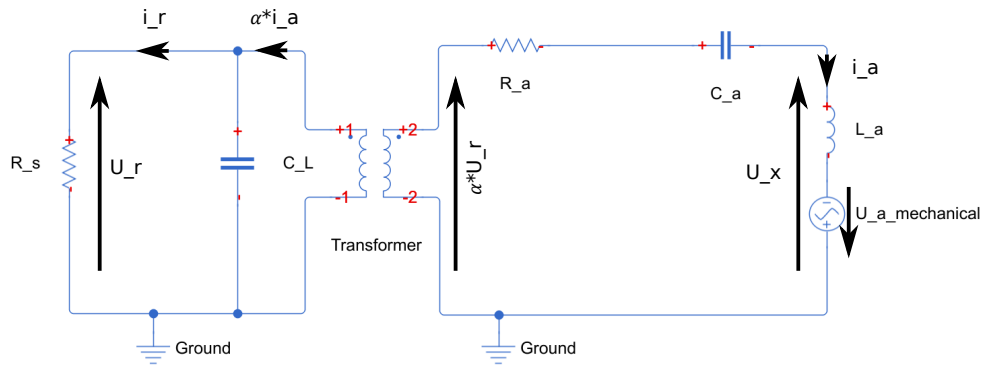 i_r
α*i_a
R_s
U_r
+
-
+
-
C_L
+1
-1
+2
-2
Transformer
Ground
α*U_r
+
-
R_a
+
-
C_a
i_a
U_x
+
-
L_a
−
+
U_a_mechanical
Ground